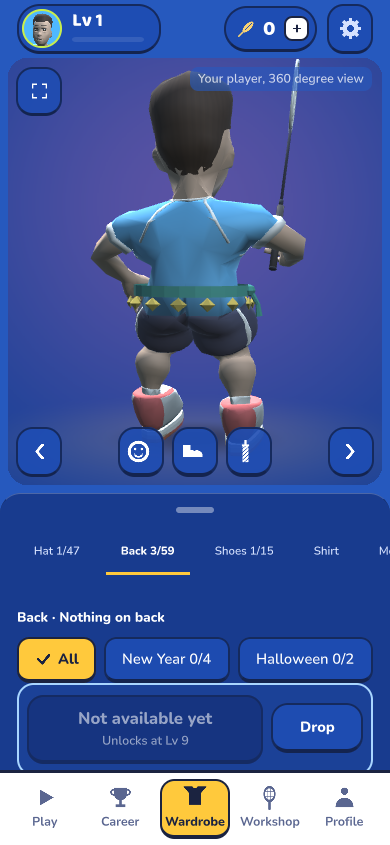 Lv 1
0
+
Your player, 360 degree view
Hat 1/47
Back 3/59
Shoes 1/15
Shirt
Back · Nothing on back
All
New Year 0/4
Halloween 0/2
Not available yet
Unlocks at Lv 9
Drop
Play
Career
Wardrobe
Workshop
Profile